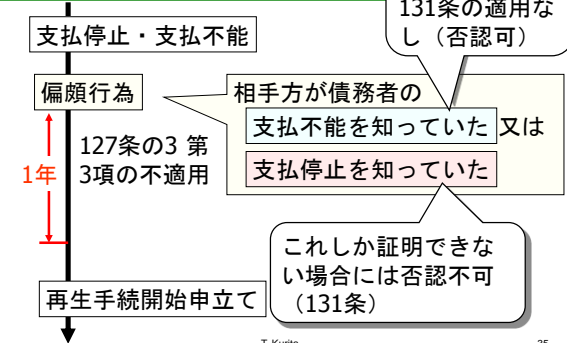 131条の適用な
し（否認可）
支払停止・支払不能
偏頗行為
相手方が債務者の
支払不能を知っていた 又は
支払停止を知っていた
127条の3 第
3項の不適用
1年
これしか証明できな
い場合には否認不可
（131条）
再生手続開始申立て